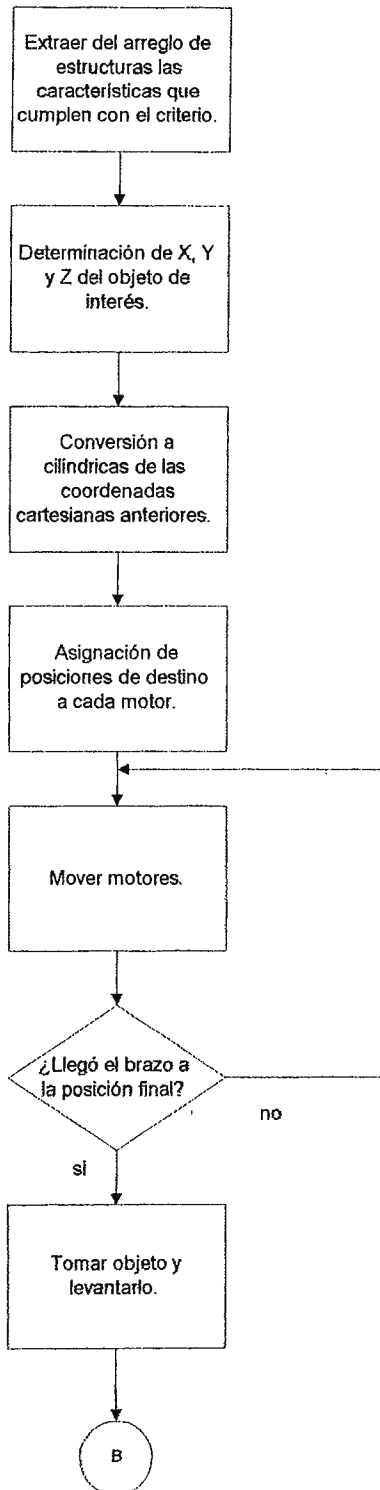 Extraer del arreglo de
estructuras las
características que
cumplen con el criterio.
Determinación de X, Y
y Z del objeto de
interés.
Conversión a
cilíndricas de las
coordenadas
cartesianas anteriores.
Asignación de
posiciones de destino
a cada motor.
Mover motores.
¿Llegó el brazo a
la posición final?
no
si
Tomar objeto y
levantarlo.
B